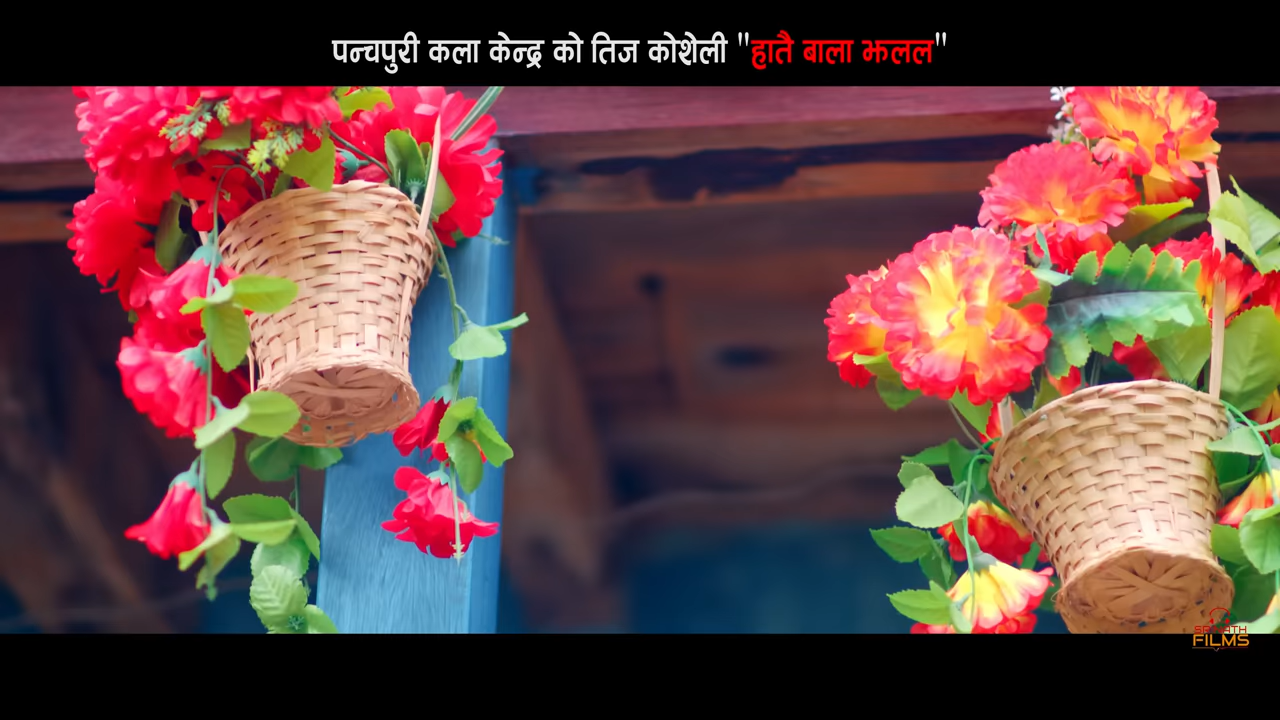 पन्चपुरी कला केन्द्र को तिज कोशेली "हातै बाला झलल"
FILMS